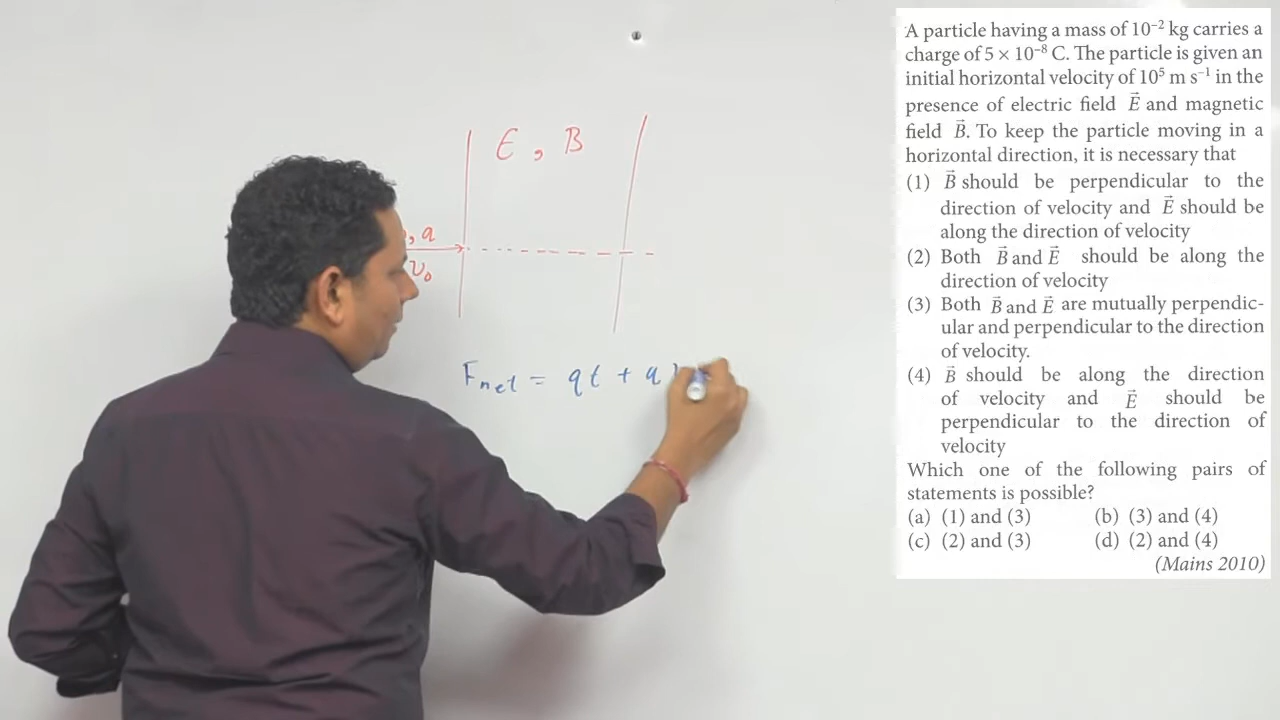 E, B
, q
v₀
F net = qE + q
A particle having a mass of 10⁻² kg carries a
charge of 5 × 10⁻⁸ C. The particle is given an
initial horizontal velocity of 10⁵ m s⁻¹ in the
presence of electric field E⃗ and magnetic
field B⃗. To keep the particle moving in a
horizontal direction, it is necessary that
(1) B⃗ should be perpendicular to the
direction of velocity and E⃗ should be
along the direction of velocity
(2) Both B⃗ and E⃗ should be along the
direction of velocity
(3) Both B⃗ and E⃗ are mutually perpendic-
ular and perpendicular to the direction
of velocity.
(4) B⃗ should be along the direction
of velocity and E⃗ should be
perpendicular to the direction of
velocity
Which one of the following pairs of
statements is possible?
(a) (1) and (3) (b) (3) and (4)
(c) (2) and (3) (d) (2) and (4)
(Mains 2010)